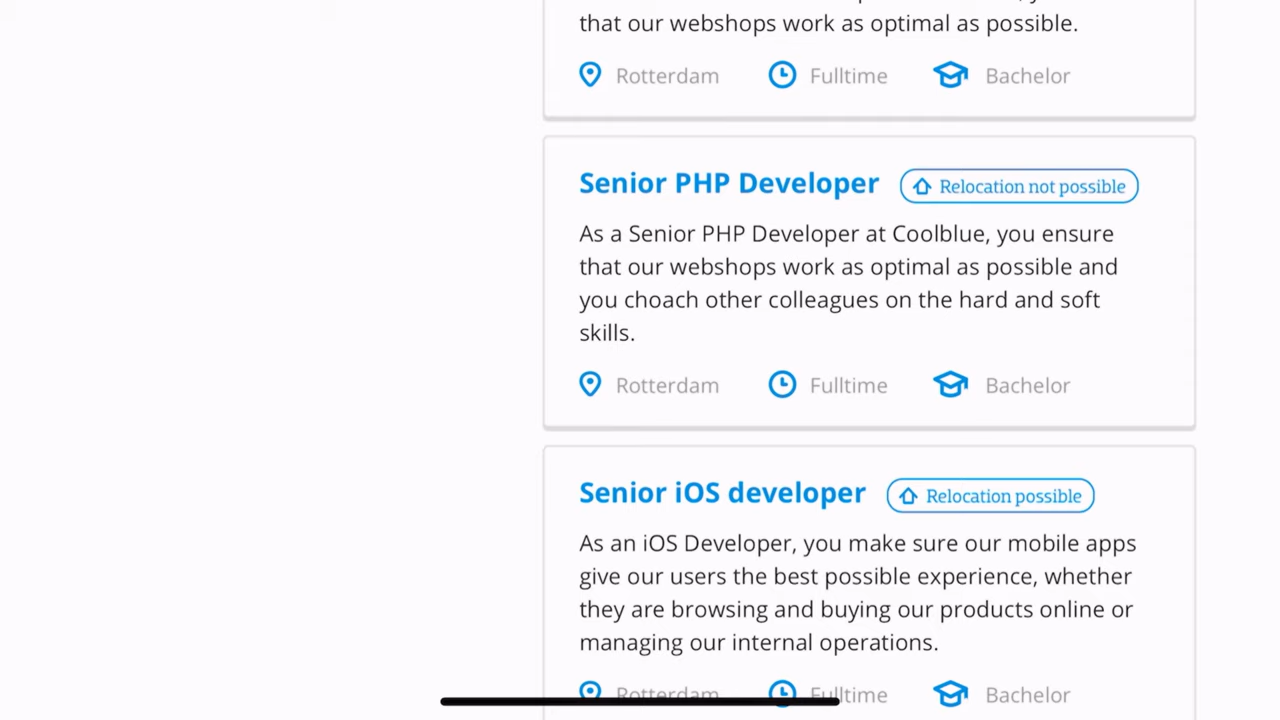 that our webshops work as optimal as possible.
Rotterdam Fulltime Bachelor
Senior PHP Developer Relocation not possible
As a Senior PHP Developer at Coolblue, you ensure
that our webshops work as optimal as possible and
you choach other colleagues on the hard and soft
skills.
Rotterdam Fulltime Bachelor
Senior iOS developer Relocation possible
As an iOS Developer, you make sure our mobile apps
give our users the best possible experience, whether
they are browsing and buying our products online or
managing our internal operations.
Rotterdam Fulltime Bachelor